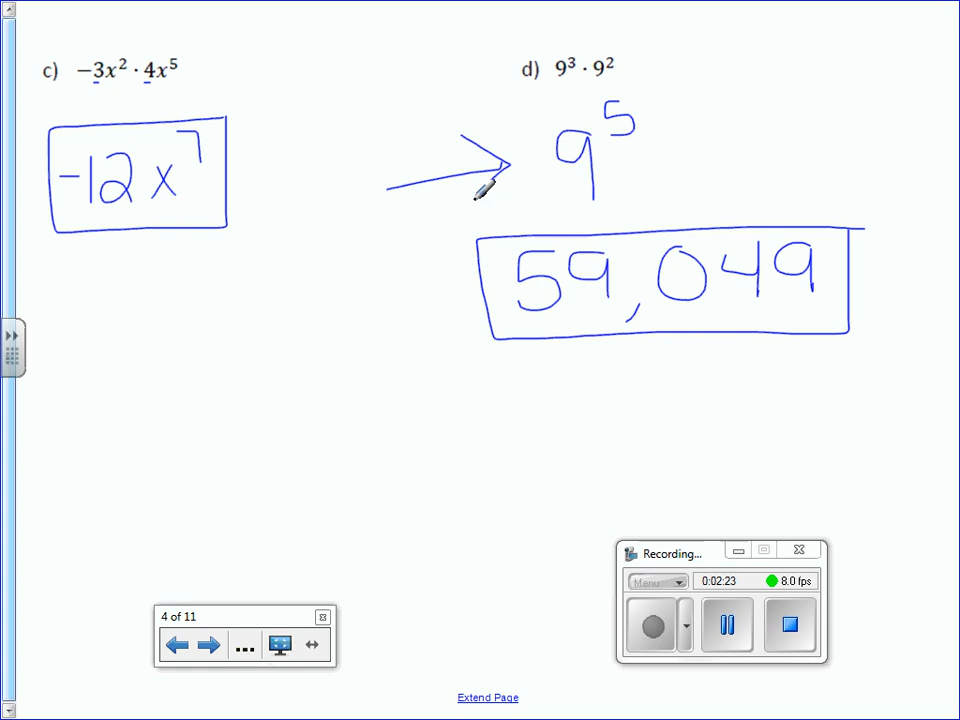 c) −3x² · 4x⁵
-12x⁷
d) 9³ · 9²
9⁵
59,049
Recording...
Menu
0:02:23
8.0 fps
4 of 11
...
Extend Page